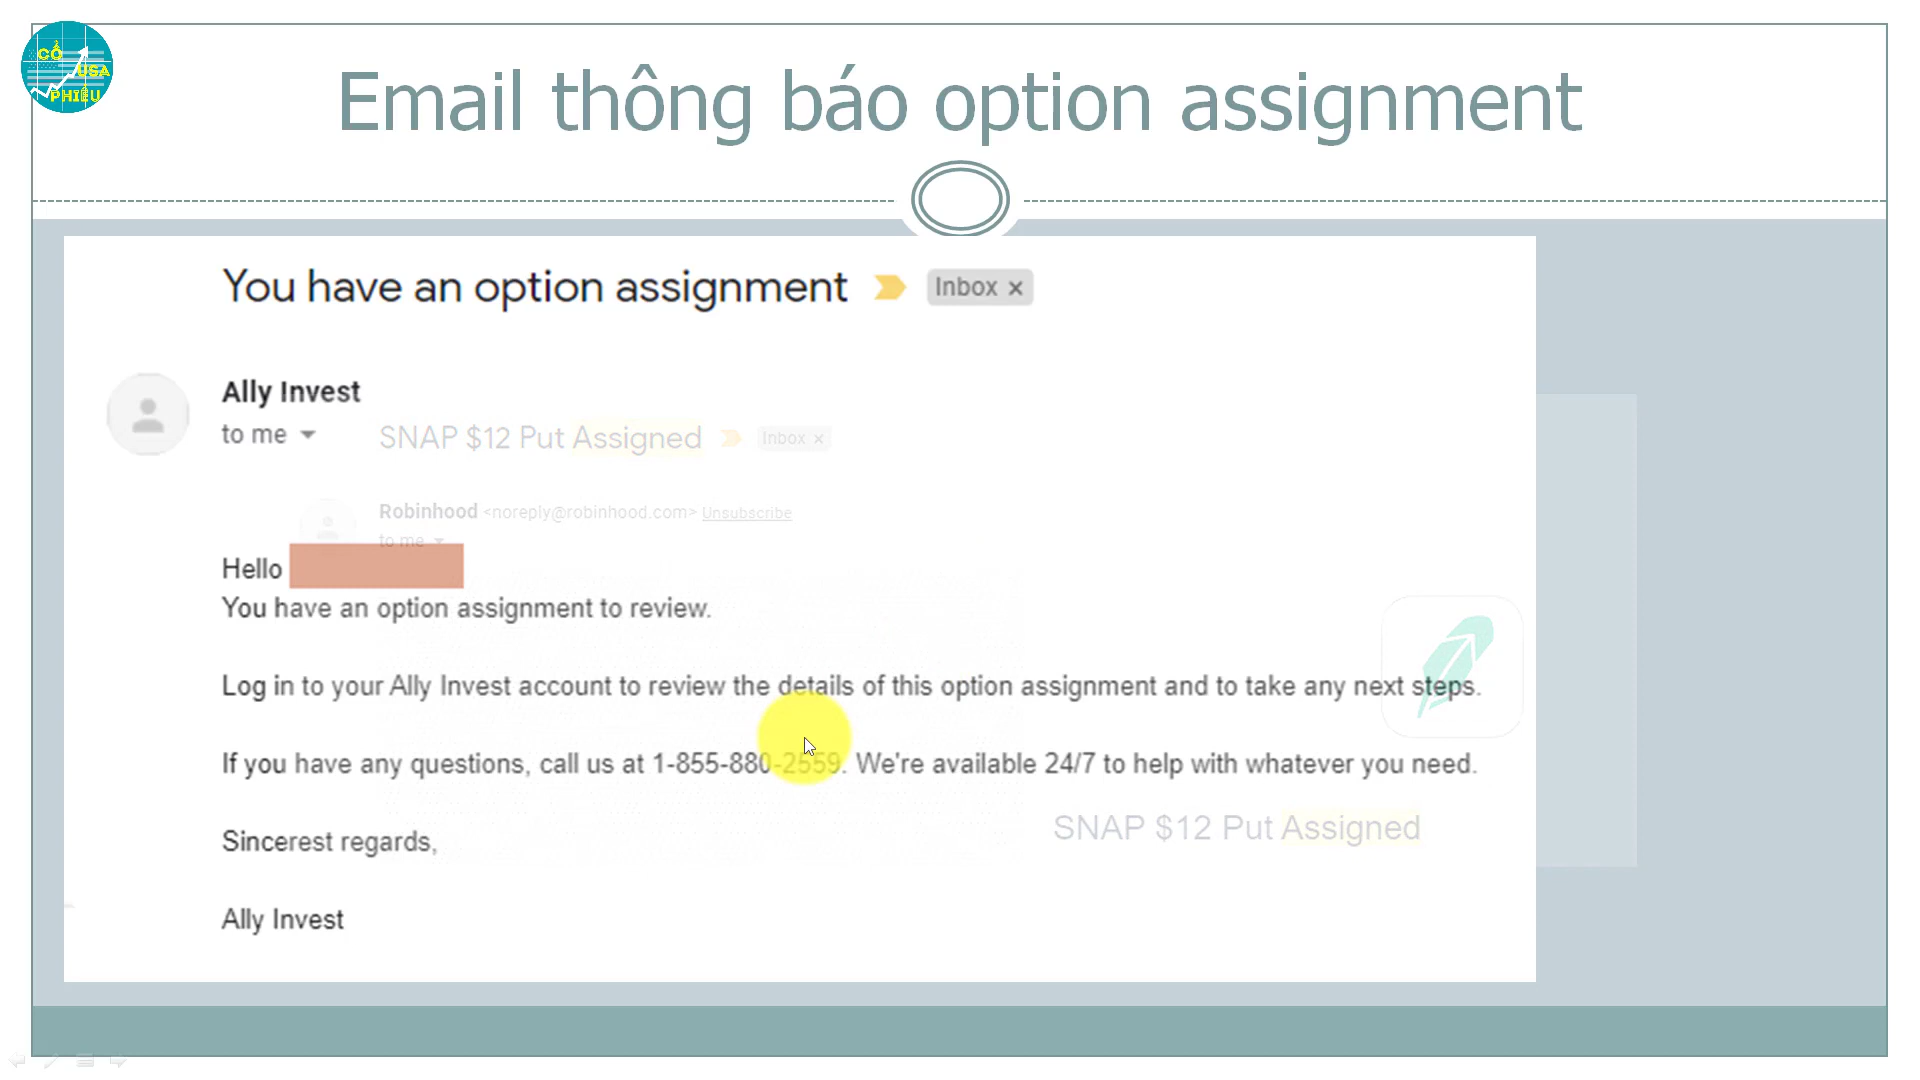 CỔ
USA
PHIẾU
Email thông báo option assignment
You have an option assignment
Inbox ×
Ally Invest
to me
SNAP $12 Put Assigned
Inbox ×
Robinhood <noreply@robinhood.com> Unsubscribe
to me
Hello
You have an option assignment to review.
Log in to your Ally Invest account to review the details of this option assignment and to take any next steps.
If you have any questions, call us at 1-855-880-2559. We're available 24/7 to help with whatever you need.
SNAP $12 Put Assigned
Sincerest regards,
Ally Invest